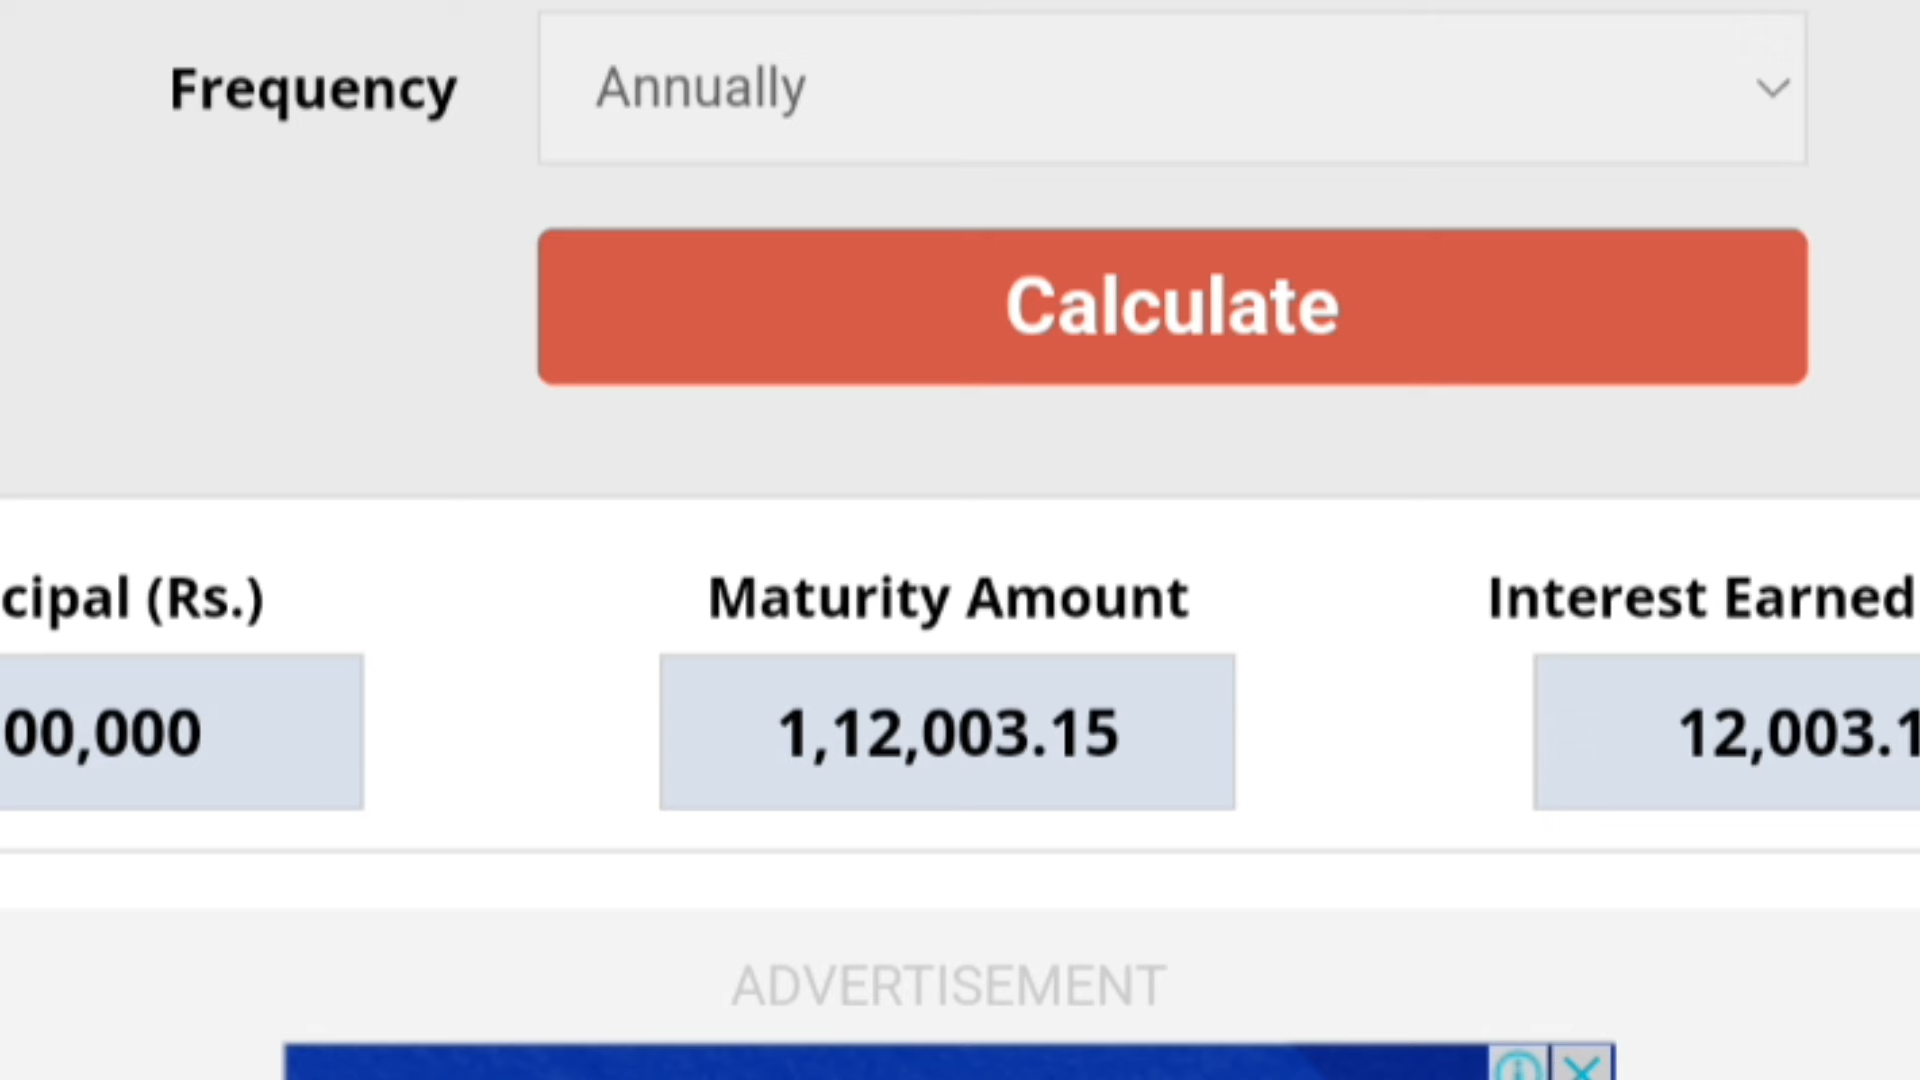 Frequency Annually
Calculate
cipal (Rs.) Maturity Amount Interest Earned
00,000 1,12,003.15 12,003.1
ADVERTISEMENT